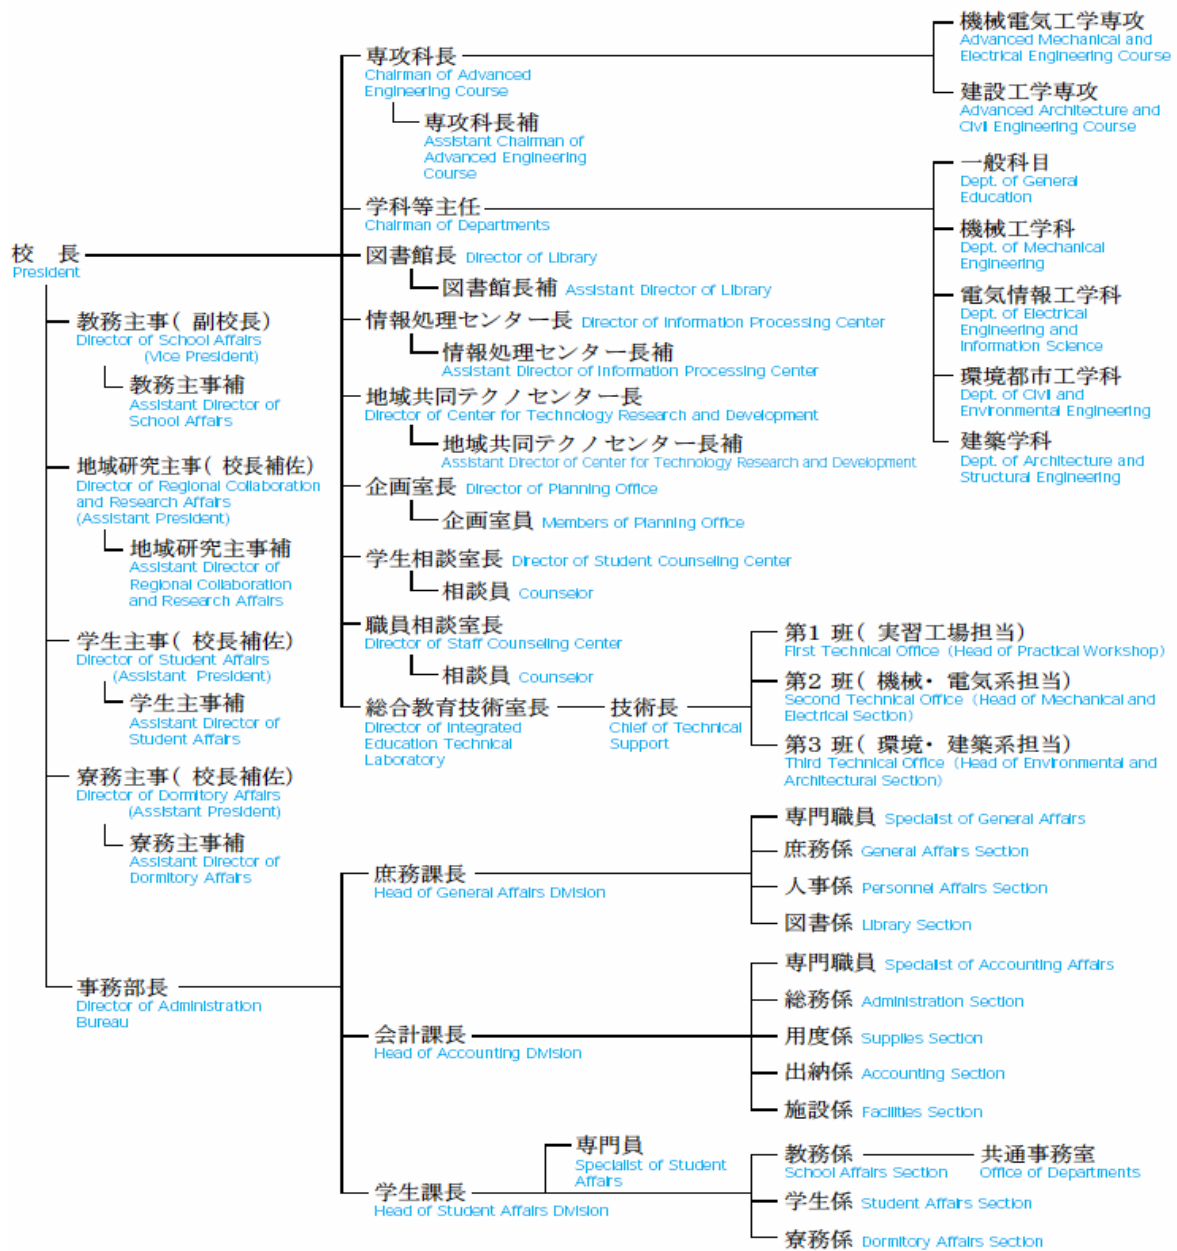 校　長
President
教務主事( 副校長)
Director of School Affairs
(Vice President)
教務主事補
Assistant Director of
School Affairs
地域研究主事( 校長補佐)
Director of Regional Collaboration
and Research Affairs
(Assistant President)
地域研究主事補
Assistant Director of
Regional Collaboration
and Research Affairs
学生主事( 校長補佐)
Director of Student Affairs
(Assistant President)
学生主事補
Assistant Director of
Student Affairs
寮務主事( 校長補佐)
Director of Dormitory Affairs
(Assistant President)
寮務主事補
Assistant Director of
Dormitory Affairs
事務部長
Director of Administration
Bureau
専攻科長
Chairman of Advanced
Engineering Course
専攻科長補
Assistant Chairman of
Advanced Engineering
Course
機械電気工学専攻
Advanced Mechanical and
Electrical Engineering Course
建設工学専攻
Advanced Architecture and
Civil Engineering Course
学科等主任
Chairman of Departments
一般科目
Dept. of General
Education
機械工学科
Dept. of Mechanical
Engineering
電気情報工学科
Dept. of Electrical
Engineering and
Information Science
環境都市工学科
Dept. of Civil and
Environmental Engineering
建築学科
Dept. of Architecture and
Structural Engineering
図書館長 Director of Library
図書館長補 Assistant Director of Library
情報処理センター長 Director of Information Processing Center
情報処理センター長補
Assistant Director of Information Processing Center
地域共同テクノセンター長
Director of Center for Technology Research and Development
地域共同テクノセンター長補
Assistant Director of Center for Technology Research and Development
企画室長 Director of Planning Office
企画室員 Members of Planning Office
学生相談室長 Director of Student Counseling Center
相談員 Counselor
職員相談室長
Director of Staff Counseling Center
相談員 Counselor
総合教育技術室長
Director of Integrated
Education Technical
Laboratory
技術長
Chief of Technical
Support
第1 班( 実習工場担当)
First Technical Office (Head of Practical Workshop)
第2 班( 機械・ 電気系担当)
Second Technical Office (Head of Mechanical and
Electrical Section)
第3 班( 環境・ 建築系担当)
Third Technical Office (Head of Environmental and
Architectural Section)
庶務課長
Head of General Affairs Division
専門職員 Specialist of General Affairs
庶務係 General Affairs Section
人事係 Personnel Affairs Section
図書係 Library Section
会計課長
Head of Accounting Division
専門職員 Specialist of Accounting Affairs
総務係 Administration Section
用度係 Supplies Section
出納係 Accounting Section
施設係 Facilities Section
学生課長
Head of Student Affairs Division
専門員
Specialist of Student
Affairs
教務係
School Affairs Section
共通事務室
Office of Departments
学生係 Student Affairs Section
寮務係 Dormitory Affairs Section